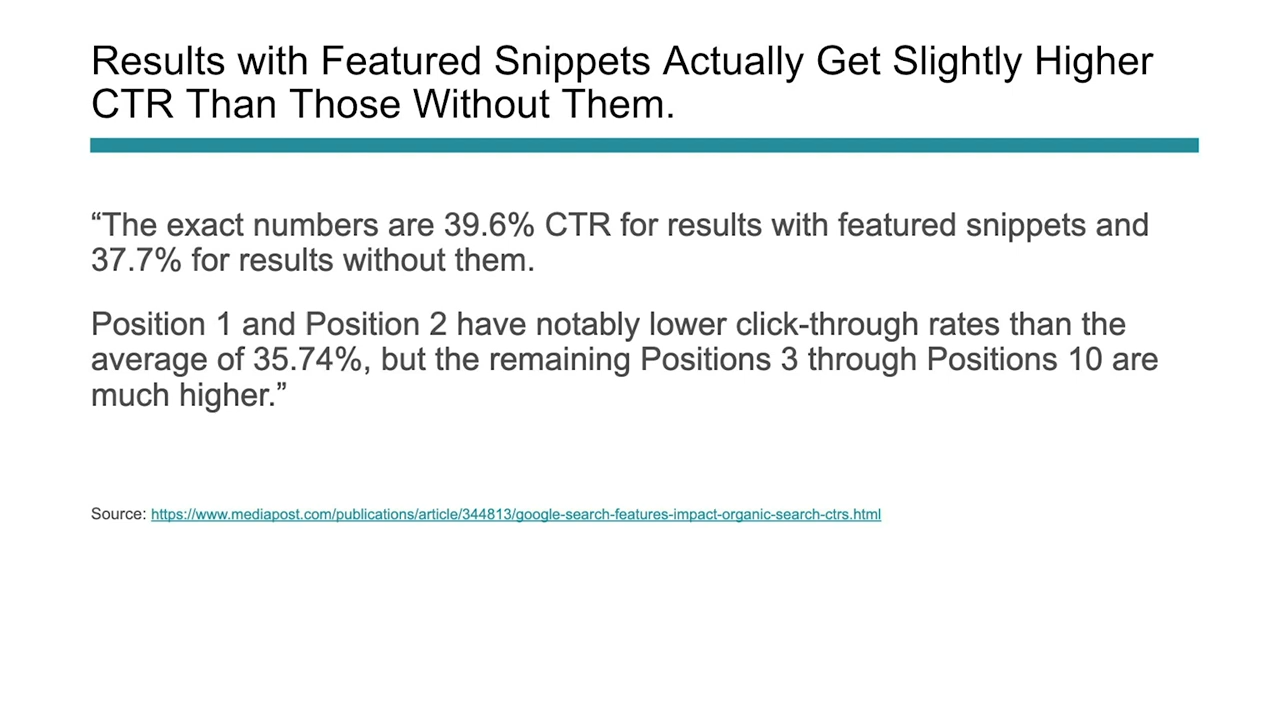 Results with Featured Snippets Actually Get Slightly Higher
CTR Than Those Without Them.
“The exact numbers are 39.6% CTR for results with featured snippets and
37.7% for results without them.
Position 1 and Position 2 have notably lower click-through rates than the
average of 35.74%, but the remaining Positions 3 through Positions 10 are
much higher.”
Source: https://www.mediapost.com/publications/article/344813/google-search-features-impact-organic-search-ctrs.html